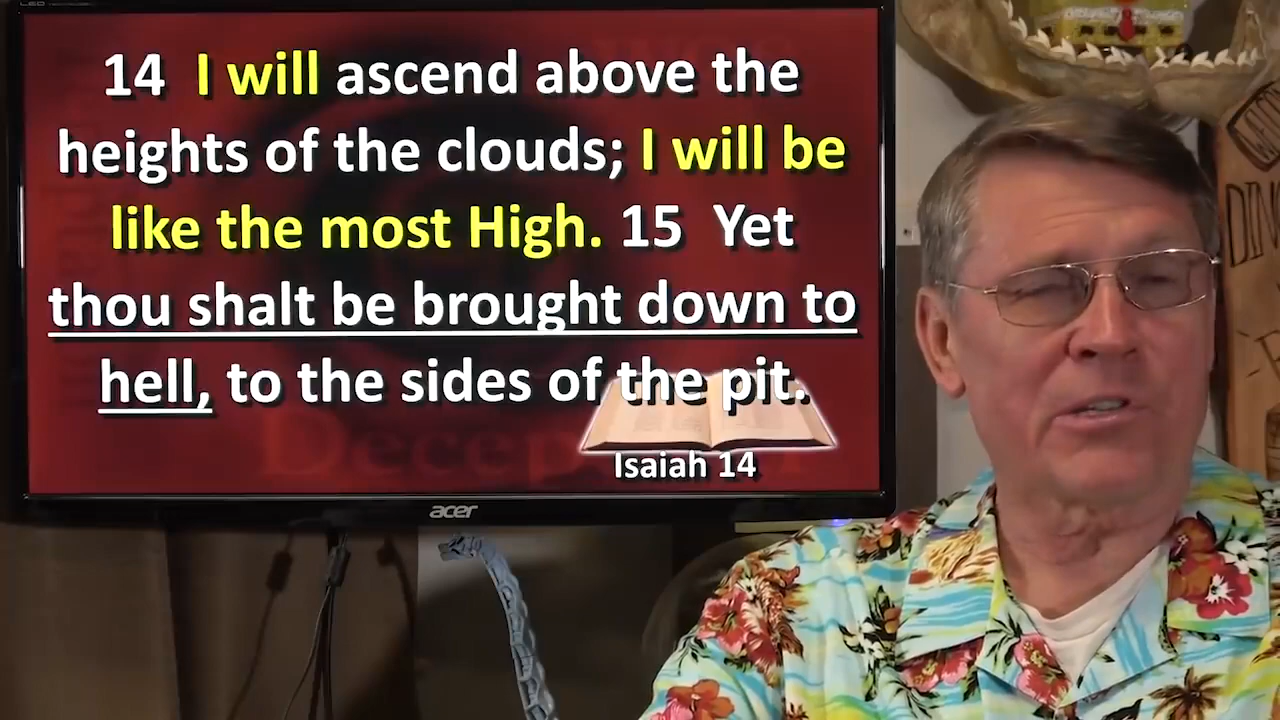 14 I will ascend above the
heights of the clouds; I will be
like the most High. 15 Yet
thou shalt be brought down to
hell, to the sides of the pit.
Isaiah 14
acer